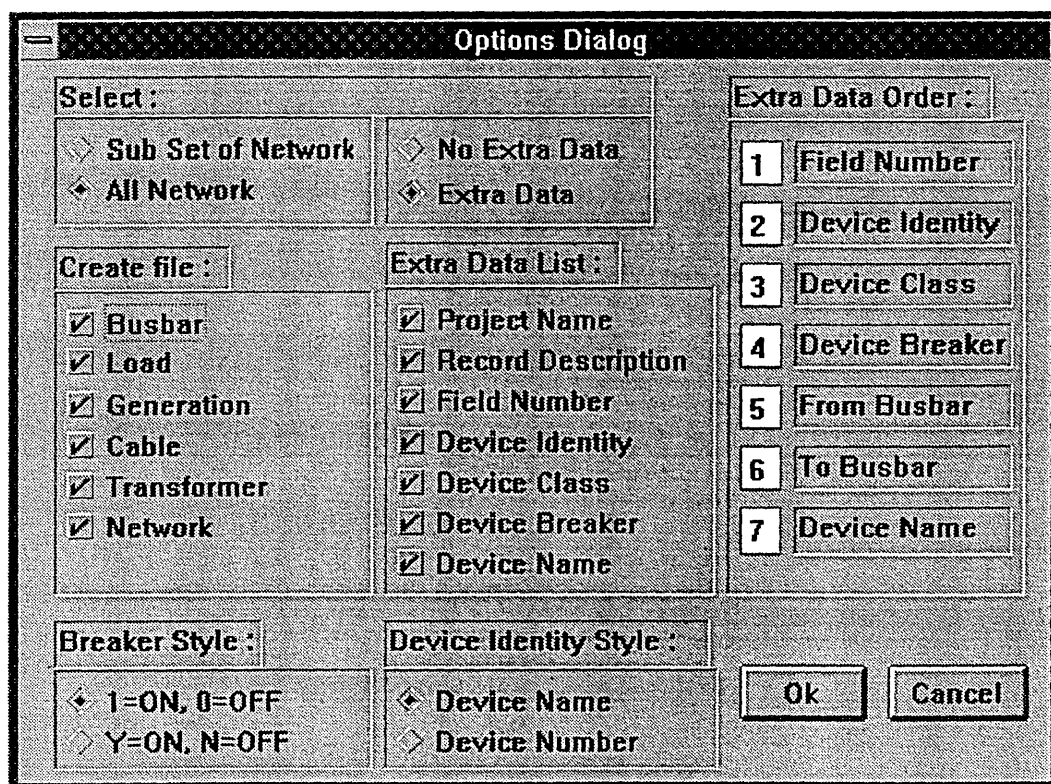 Options Dialog
Select :
Sub Set of Network
All Network
No Extra Data
Extra Data
Create file :
Busbar
Load
Generation
Cable
Transformer
Network
Extra Data List :
Project Name
Record Description
Field Number
Device Identity
Device Class
Device Breaker
Device Name
Extra Data Order :
1 Field Number
2 Device Identity
3 Device Class
4 Device Breaker
5 From Busbar
6 To Busbar
7 Device Name
Breaker Style :
1=ON, 0=OFF
Y=ON, N=OFF
Device Identity Style :
Device Name
Device Number
Ok
Cancel